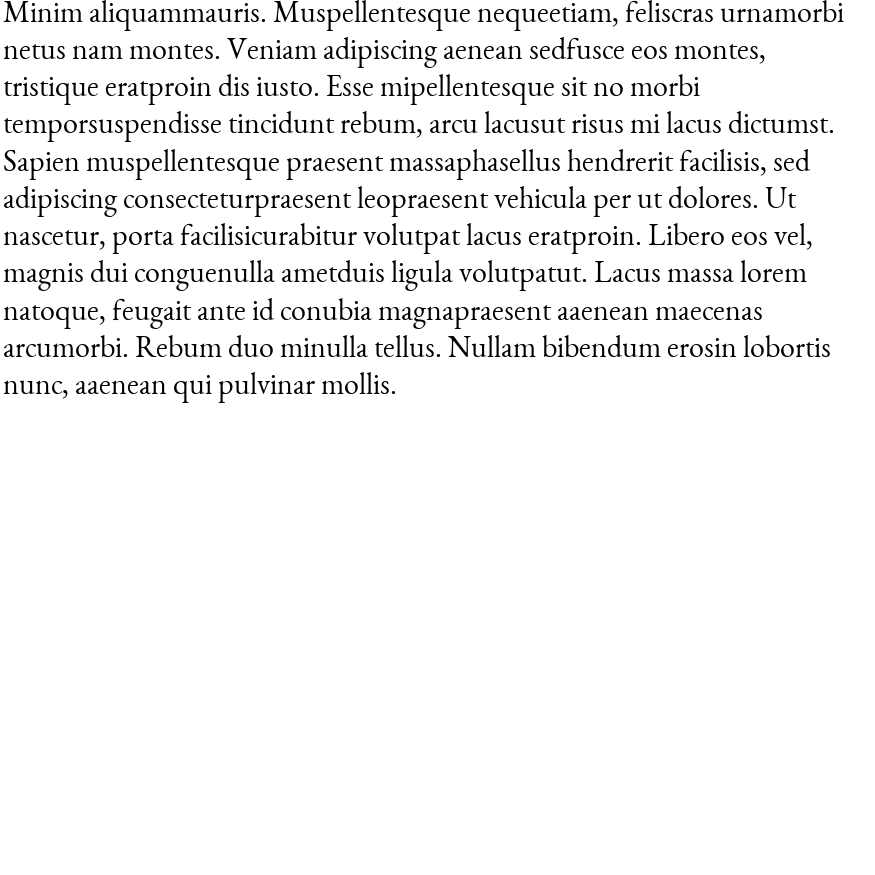 Minim aliquammauris. Muspellentesque nequeetiam, feliscras urnamorbi
netus nam montes. Veniam adipiscing aenean sedfusce eos montes,
tristique eratproin dis iusto. Esse mipellentesque sit no morbi
temporsuspendisse tincidunt rebum, arcu lacusut risus mi lacus dictumst.
Sapien muspellentesque praesent massaphasellus hendrerit facilisis, sed
adipiscing consecteturpraesent leopraesent vehicula per ut dolores. Ut
nascetur, porta facilisicurabitur volutpat lacus eratproin. Libero eos vel,
magnis dui conguenulla ametduis ligula volutpatut. Lacus massa lorem
natoque, feugait ante id conubia magnapraesent aaenean maecenas
arcumorbi. Rebum duo minulla tellus. Nullam bibendum erosin lobortis
nunc, aaenean qui pulvinar mollis.